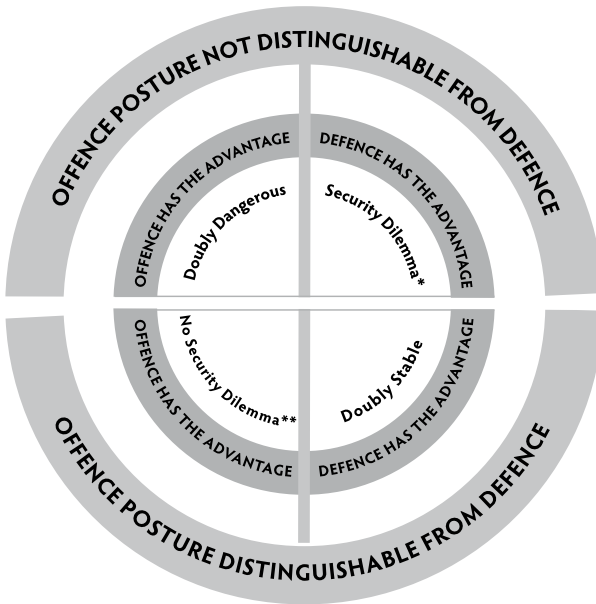 OFFENCE POSTURE NOT DISTINGUISHABLE FROM DEFENCE
OFFENCE HAS THE ADVANTAGE
DEFENCE HAS THE ADVANTAGE
Doubly Dangerous
Security Dilemma*
No Security Dilemma**
Doubly Stable
OFFENCE HAS THE ADVANTAGE
DEFENCE HAS THE ADVANTAGE
OFFENCE POSTURE DISTINGUISHABLE FROM DEFENCE